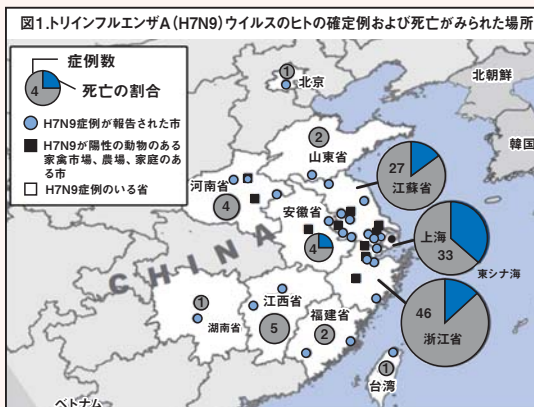 図1.トリインフルエンザA(H7N9)ウイルスのヒトの確定例および死亡がみられた場所
症例数
4
死亡の割合
H7N9症例が報告された市
H7N9が陽性の動物のある
家禽市場、農場、家庭のあ
る市
H7N9症例のいる省
1
北京
北朝鮮
韓国
2
山東省
27
江蘇省
河南省
4
安徽省
4
上海
33
東シナ海
CHINA
46
浙江省
1
湖南省
江西省
5
福建省
2
1
台湾
ベトナム